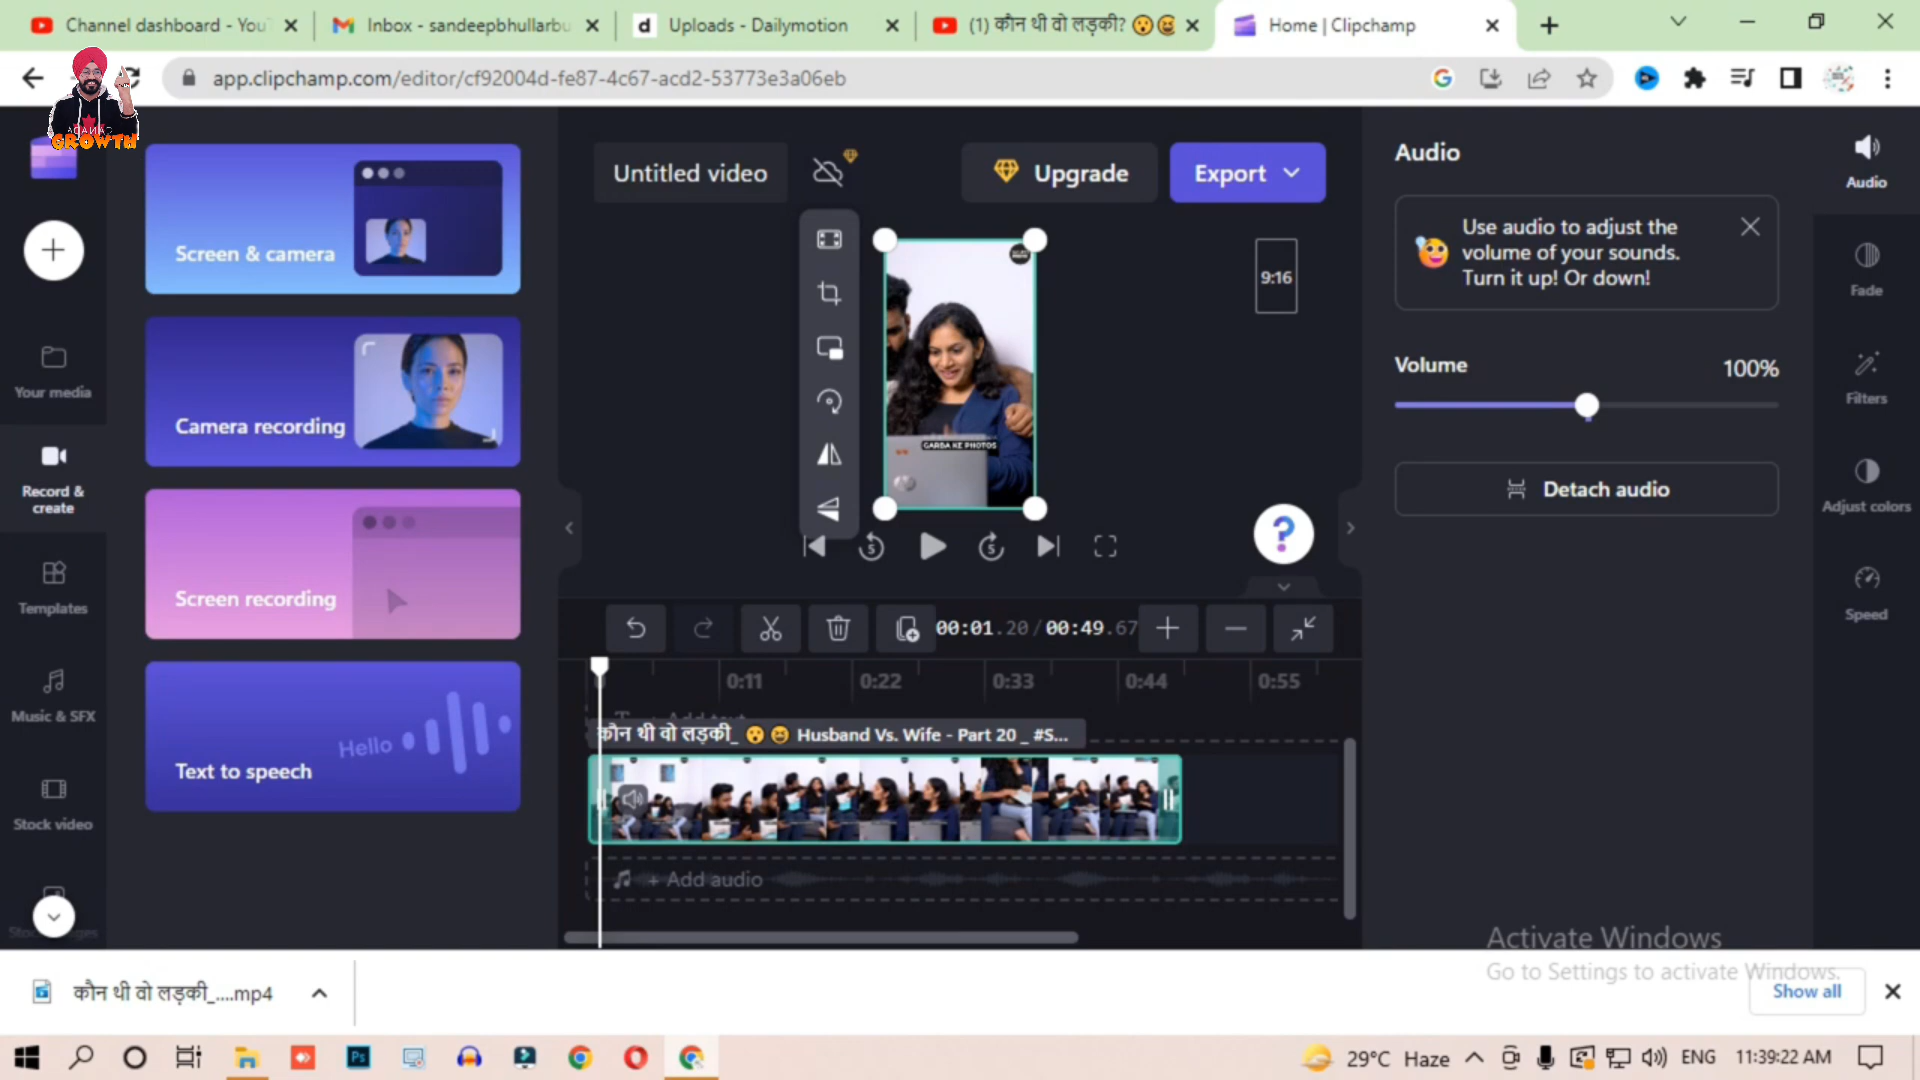 Channel dashboard - You
Inbox - sandeepbhullarbu
Uploads - Dailymotion
(1) कौन थी वो लड़की? 😯😆
Home | Clipchamp
app.clipchamp.com/editor/cf92004d-fe87-4c67-acd2-53773e3a06eb
GROWTH
Your media
Record & create
Templates
Music & SFX
Stock video
Screen & camera
Camera recording
Screen recording
Hello
Text to speech
Untitled video
Upgrade
Export
9:16
GARBA KE PHOTOS
00:01.20 / 00:49.67
0:11
0:22
0:33
0:44
0:55
कौन थी वो लड़की_ 😯 😆 Husband Vs. Wife - Part 20 _ #S...
+ Add audio
Audio
Use audio to adjust the
volume of your sounds.
Turn it up! Or down!
Volume
100%
Detach audio
Audio
Fade
Filters
Adjust colors
Speed
Activate Windows
Go to Settings to activate Windows.
कौन थी वो लड़की_....mp4
Show all
Ps
29°C Haze
ENG
11:39:22 AM